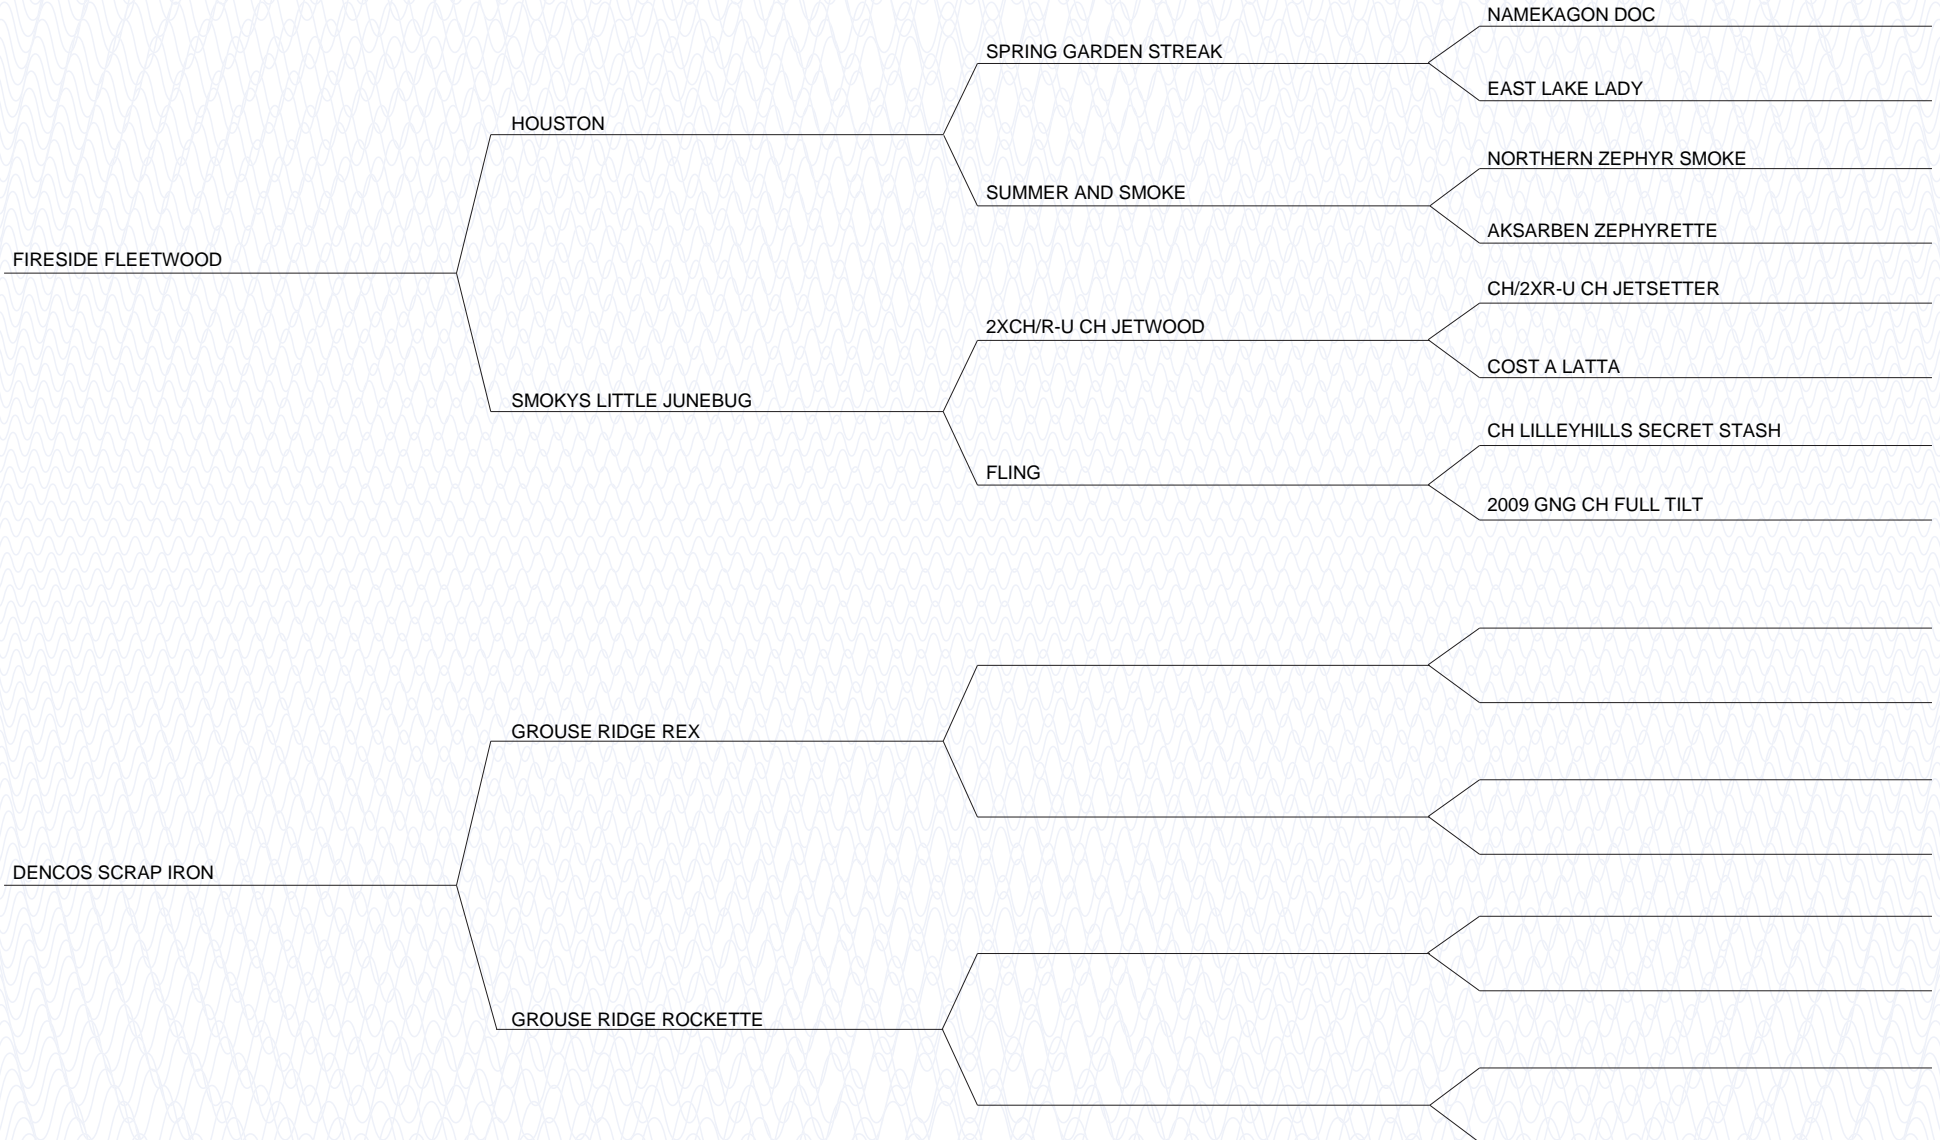 NAMEKAGON DOC
SPRING GARDEN STREAK
EAST LAKE LADY
HOUSTON
NORTHERN ZEPHYR SMOKE
SUMMER AND SMOKE
AKSARBEN ZEPHYRETTE
FIRESIDE FLEETWOOD
CH/2XR-U CH JETSETTER
2XCH/R-U CH JETWOOD
COST A LATTA
SMOKYS LITTLE JUNEBUG
CH LILLEYHILLS SECRET STASH
FLING
2009 GNG CH FULL TILT
GROUSE RIDGE REX
DENCOS SCRAP IRON
GROUSE RIDGE ROCKETTE